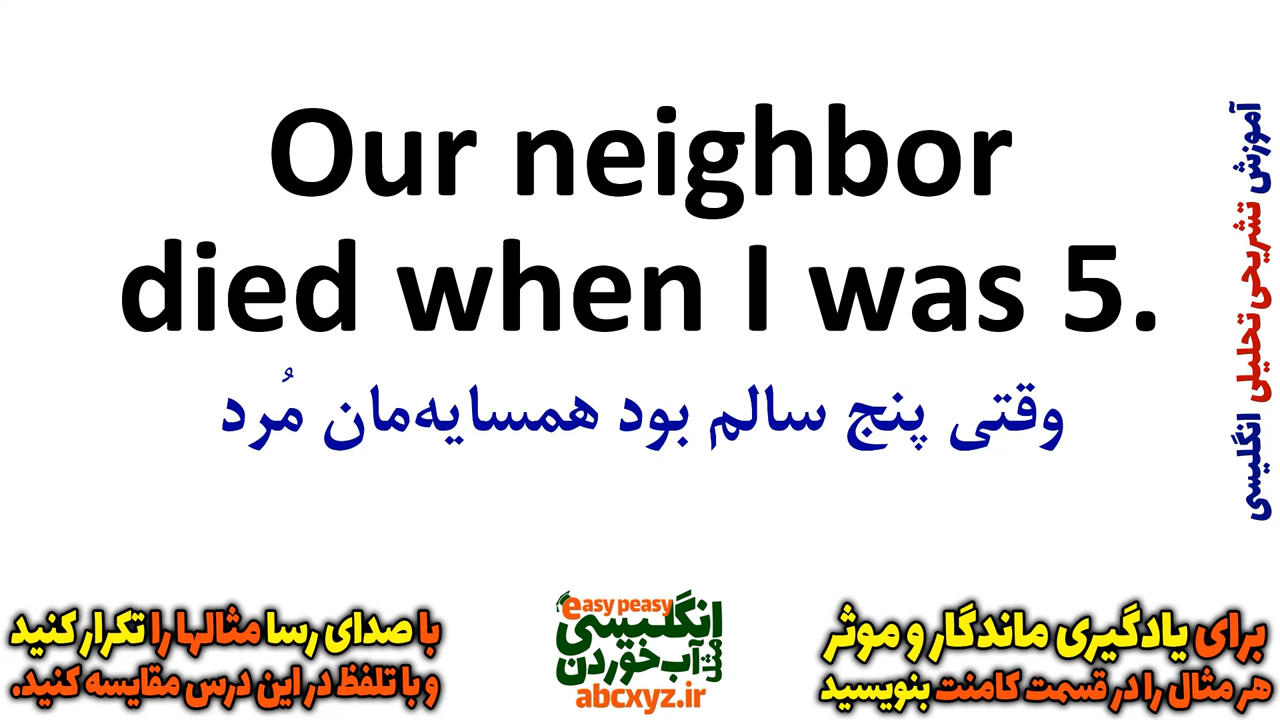 Our neighbor
died when I was 5.
وقتی پنج سالم بود همسایه‌مان مُرد
آموزش تشریحی تحلیلی انگلیسی
برای یادگیری ماندگار و موثر
هر مثال را در قسمت کامنت بنویسید
easy peasy
انگلیسی
مثل آب خوردن
abcxyz.ir
با صدای رسا مثالها را تکرار کنید
و با تلفظ در این درس مقایسه کنید.